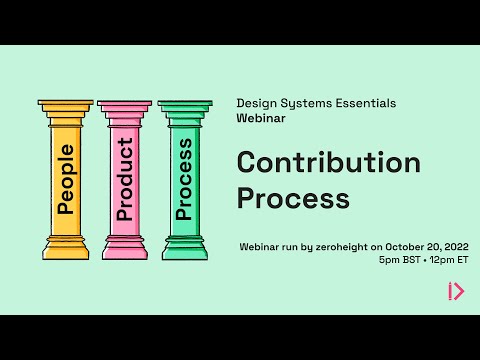 People
Product
Process
Design Systems Essentials
Webinar
Contribution
Process
Webinar run by zeroheight on October 20, 2022
5pm BST • 12pm ET